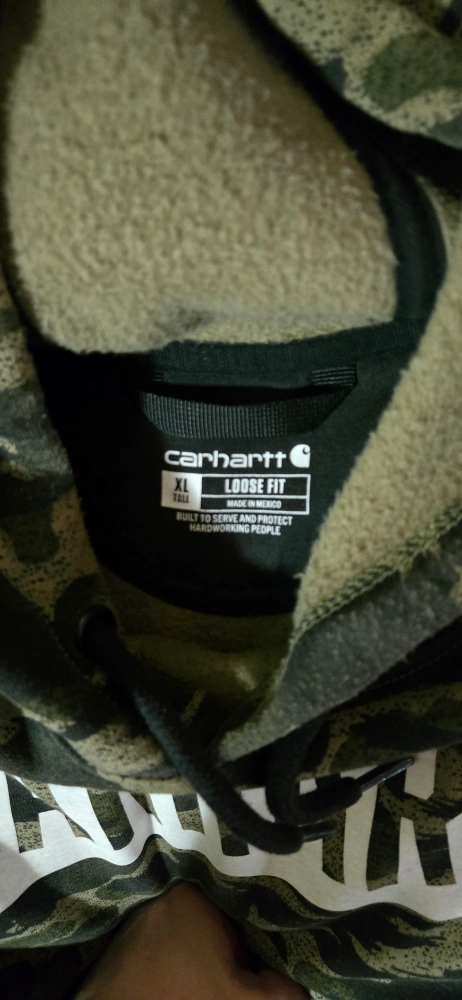 carhartt
XL
TALL
LOOSE FIT
MADE IN MEXICO
BUILT TO SERVE AND PROTECT
HARDWORKING PEOPLE